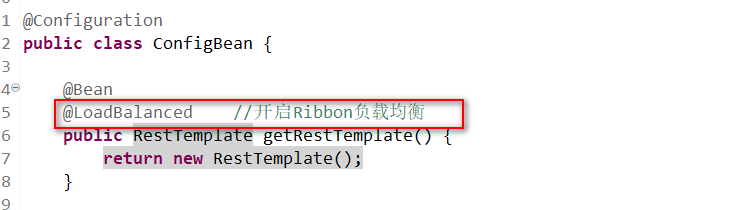 1 @Configuration
2 public class ConfigBean {
3
4 @Bean
5 @LoadBalanced //开启Ribbon负载均衡
6 public RestTemplate getRestTemplate() {
7 return new RestTemplate();
8 }